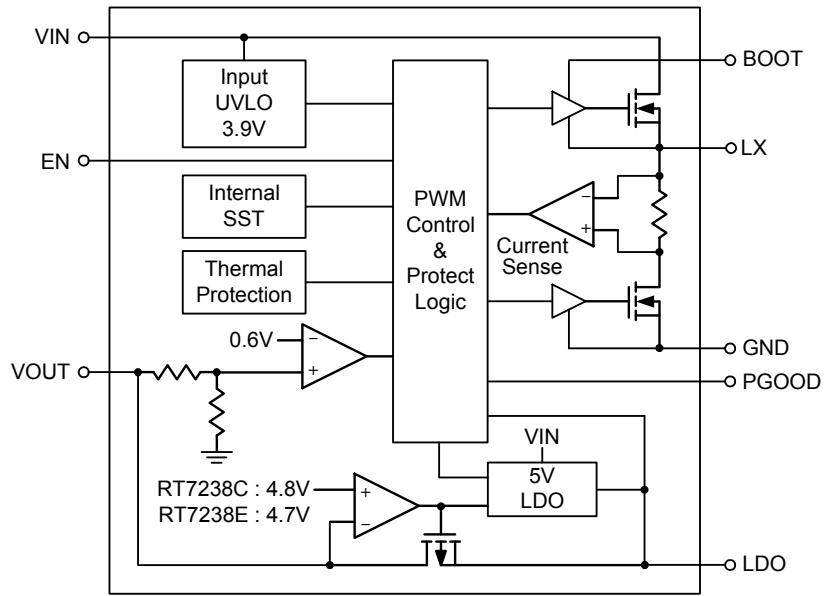 VIN
BOOT
Input
UVLO
3.9V
LX
EN
Internal
SST
PWM
Control
&
Protect
Logic
−
+
Current
Sense
Thermal
Protection
0.6V
−
+
GND
VOUT
PGOOD
VIN
5V
LDO
RT7238C : 4.8V
RT7238E : 4.7V
+
−
LDO